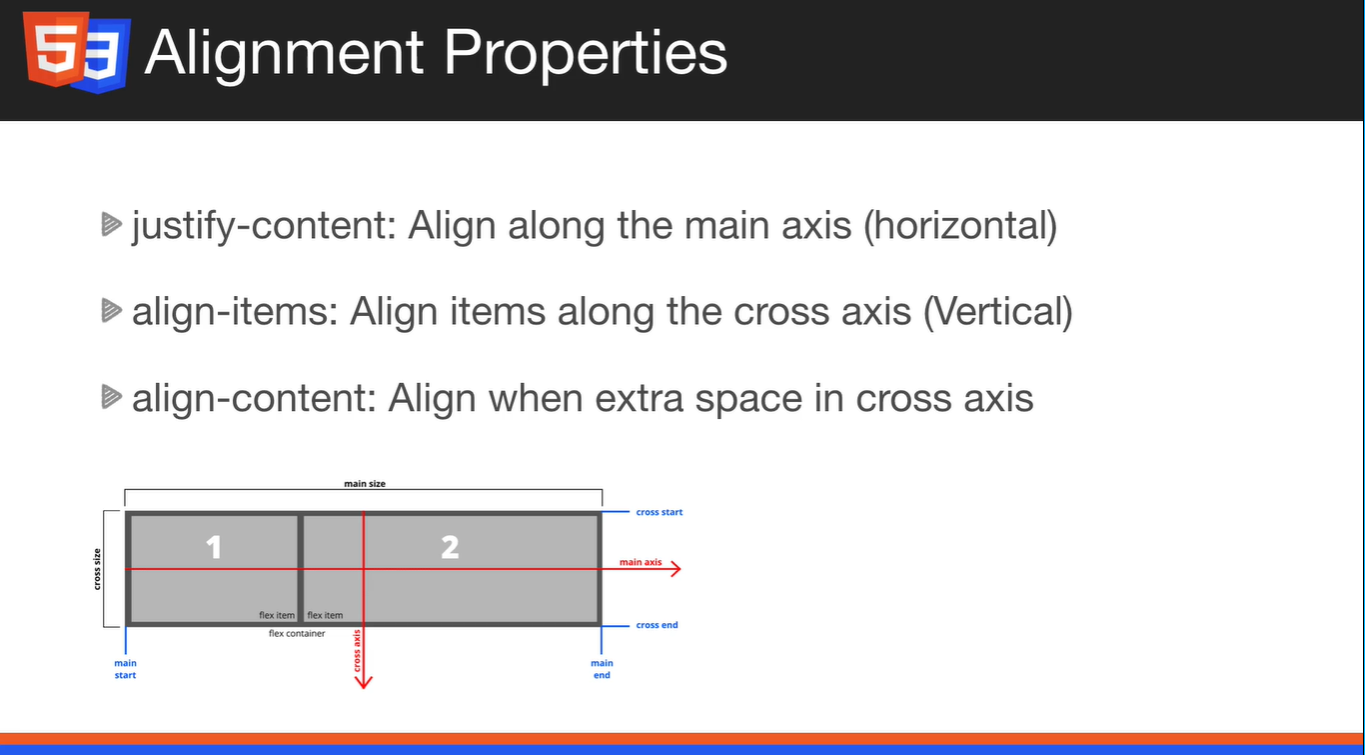 Alignment Properties
justify-content: Align along the main axis (horizontal)
align-items: Align items along the cross axis (Vertical)
align-content: Align when extra space in cross axis
main size
cross start
1
2
cross size
main axis
flex item
flex item
cross end
flex container
cross axis
main
start
main
end